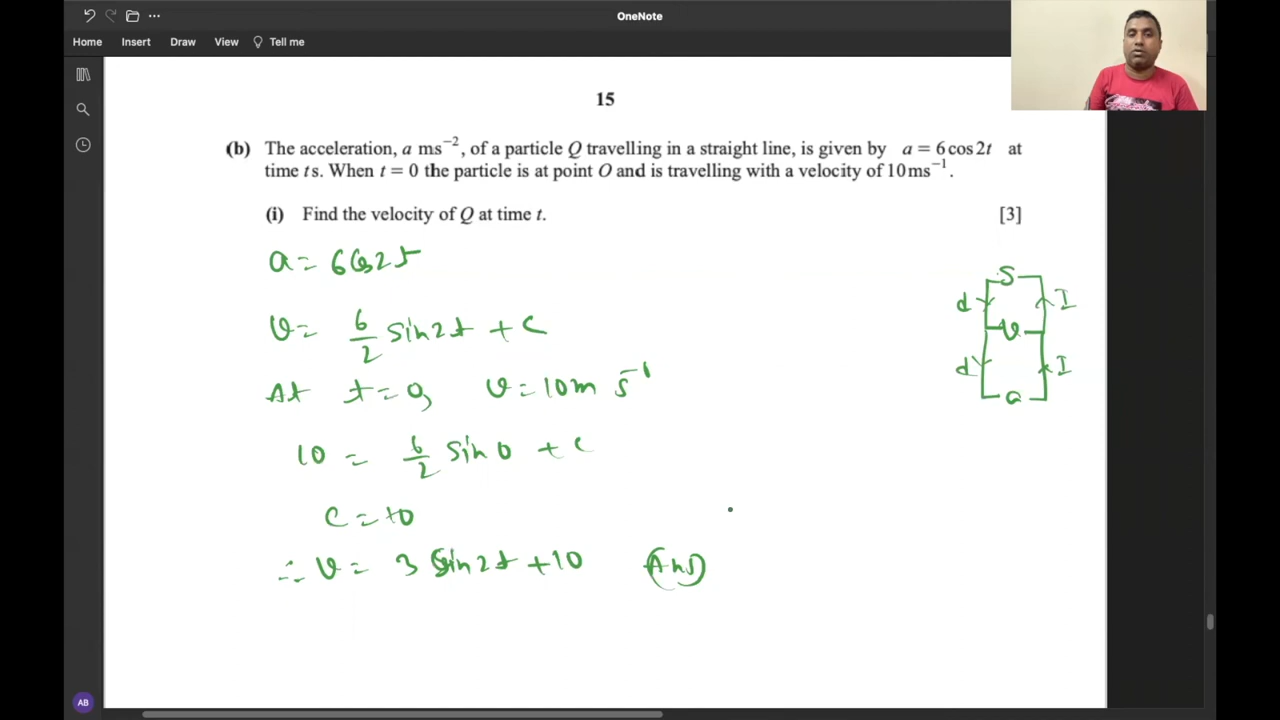 OneNote
Home Insert Draw View Tell me
15
(b) The acceleration, a ms⁻², of a particle Q travelling in a straight line, is given by a = 6 cos 2t at
time t s. When t = 0 the particle is at point O and is travelling with a velocity of 10 ms⁻¹.
(i) Find the velocity of Q at time t. [3]
a = 6 Cos 2t
v = 6/2 sin 2t + c
At t = 0, v = 10 m s⁻¹
10 = 6/2 sin 0 + c
c = 10
∴ v = 3 Sin 2t + 10 (Ans)
S
d I
v
d I
a
AB